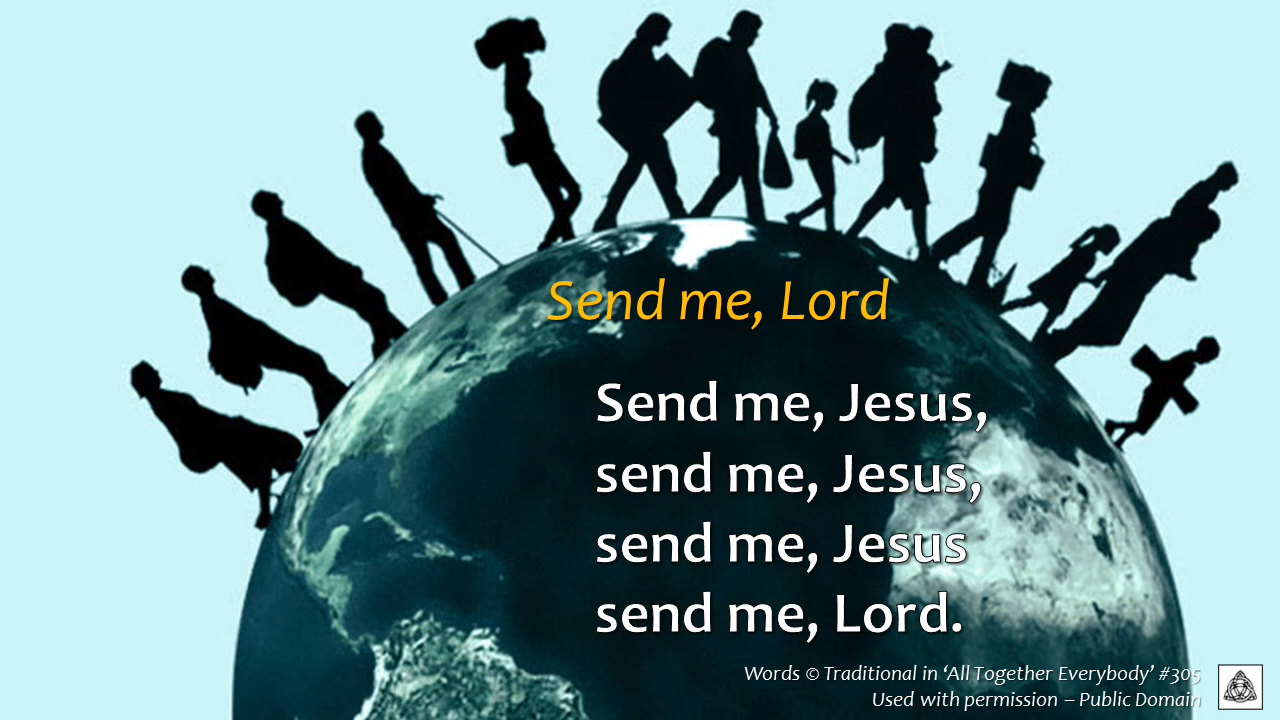 Send me, Lord
Send me, Jesus,
send me, Jesus,
send me, Jesus
send me, Lord.
Words © Traditional in ‘All Together Everybody’ #305
Used with permission – Public Domain